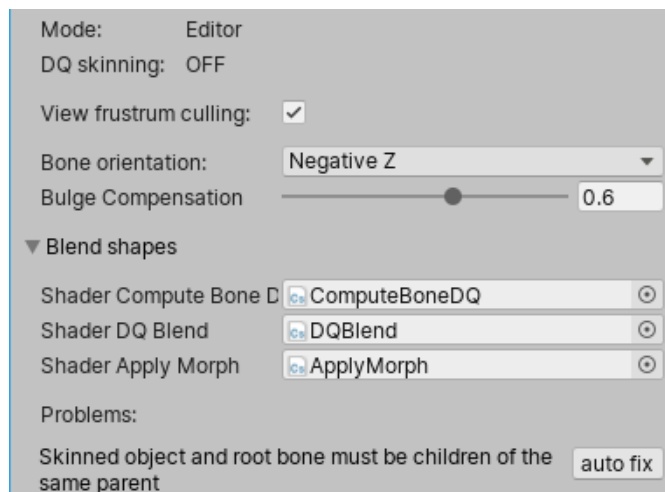 Mode: Editor
DQ skinning: OFF
View frustrum culling:
Bone orientation: Negative Z
Bulge Compensation 0.6
Blend shapes
Shader Compute Bone D ComputeBoneDQ
Shader DQ Blend DQBlend
Shader Apply Morph ApplyMorph
Problems:
Skinned object and root bone must be children of the auto fix
same parent